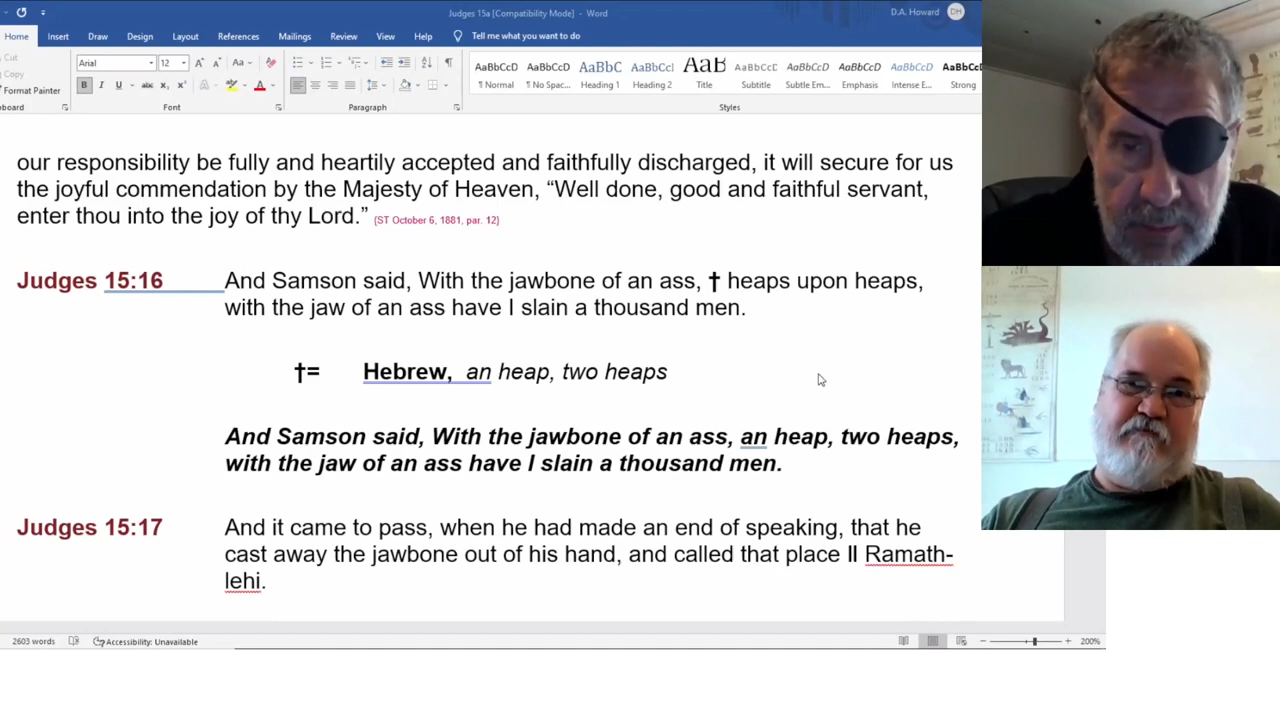 Judges 15a [Compatibility Mode] - Word
D.A. Howard
DH
Home Insert Draw Design Layout References Mailings Review View Help Tell me what you want to do
Cut
Copy
Format Painter
Arial 12
AaBbCcD AaBbCcD AaBbC AaBbCcI AaB AaBbCcD AaBbCcD AaBbCcD AaBbCcD AaBbCcD
¶ Normal ¶ No Spac... Heading 1 Heading 2 Title Subtitle Subtle Em... Emphasis Intense E... Strong
board Font Paragraph Styles
our responsibility be fully and heartily accepted and faithfully discharged, it will secure for us
the joyful commendation by the Majesty of Heaven, “Well done, good and faithful servant,
enter thou into the joy of thy Lord.” {ST October 6, 1881, par. 12}
Judges 15:16 And Samson said, With the jawbone of an ass, † heaps upon heaps,
with the jaw of an ass have I slain a thousand men.
†= Hebrew, an heap, two heaps
And Samson said, With the jawbone of an ass, an heap, two heaps,
with the jaw of an ass have I slain a thousand men.
Judges 15:17 And it came to pass, when he had made an end of speaking, that he
cast away the jawbone out of his hand, and called that place ll Ramath-
lehi.
2603 words Accessibility: Unavailable 200%